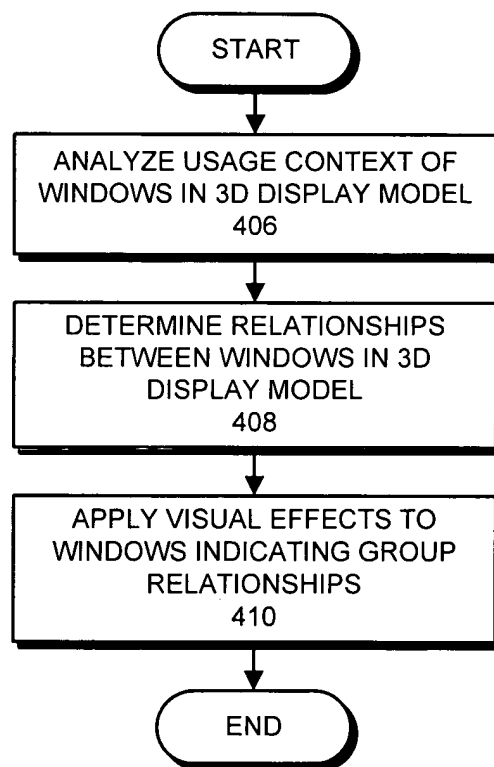 START
ANALYZE USAGE CONTEXT OF
WINDOWS IN 3D DISPLAY MODEL
406
DETERMINE RELATIONSHIPS
BETWEEN WINDOWS IN 3D
DISPLAY MODEL
408
APPLY VISUAL EFFECTS TO
WINDOWS INDICATING GROUP
RELATIONSHIPS
410
END